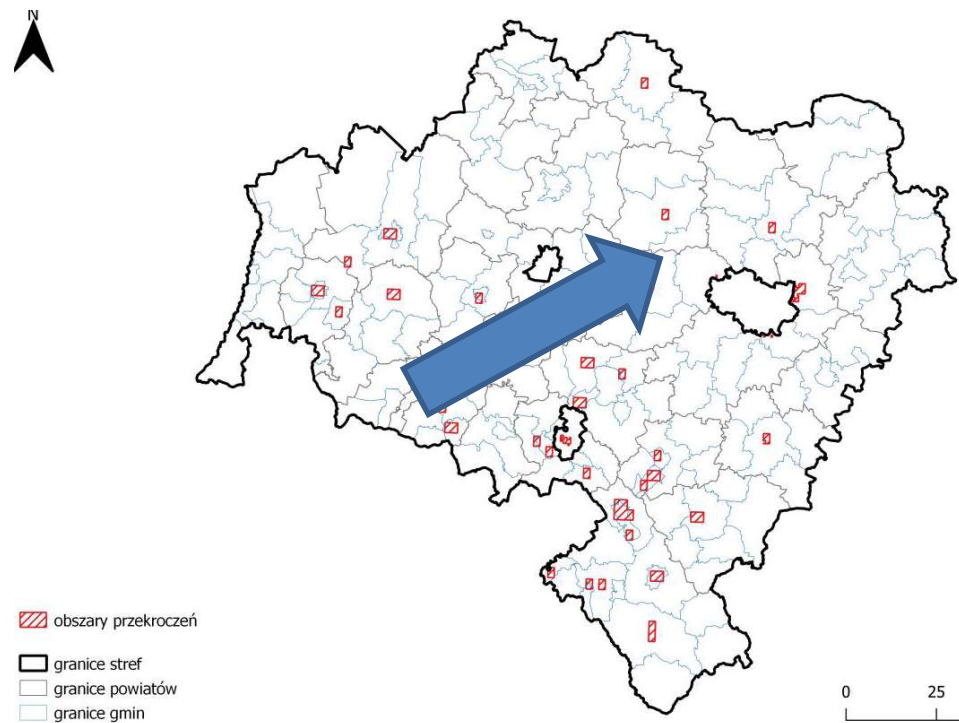 N
obszary przekroczeń
granice stref
granice powiatów
granice gmin
0 25